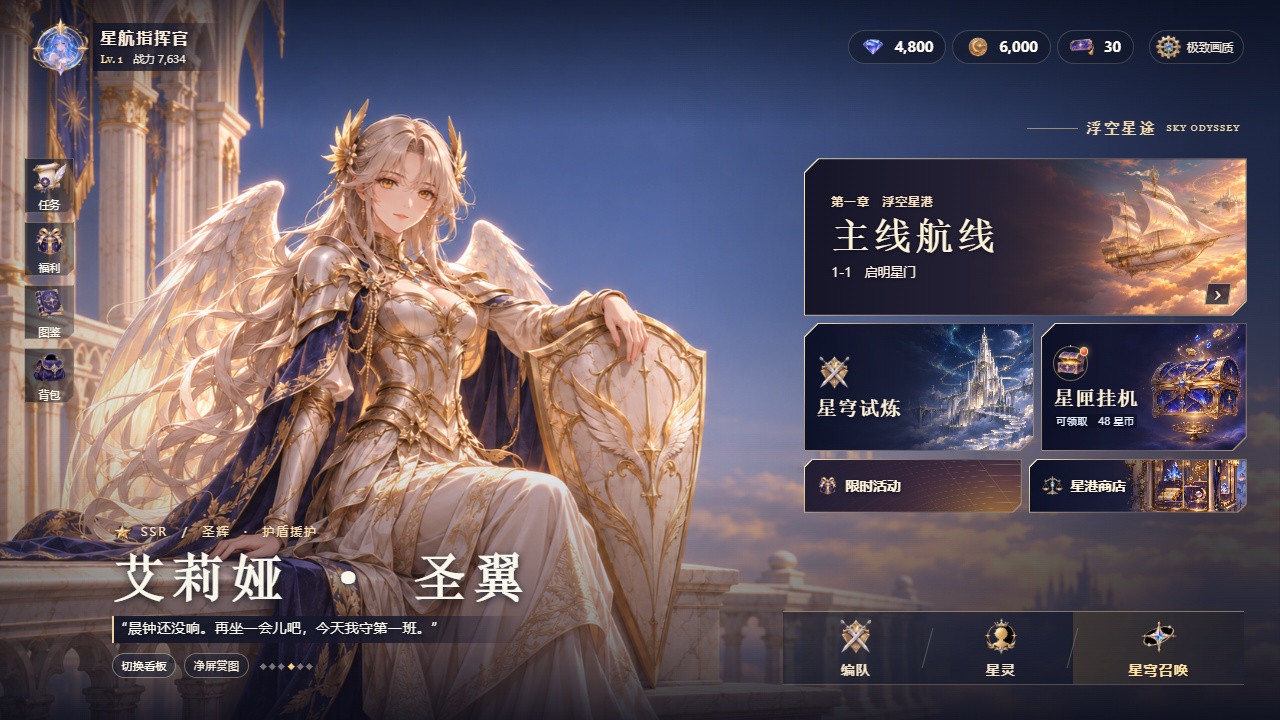 星航指挥官
Lv. 1 战力 7,634
4,800
6,000
30
极致画质
浮空星途 SKY ODYSSEY
任务
福利
图鉴
背包
第一章 浮空星港
主线航线
1-1 启明星门
星穹试炼
星匣挂机
可领取 48 星币
限时活动
星港商店
SSR / 圣辉 · 护盾援护
艾莉娅 · 圣翼
“晨钟还没响。再坐一会儿吧，今天我守第一班。”
切换看板
净屏赏图
编队
星灵
星穹召唤